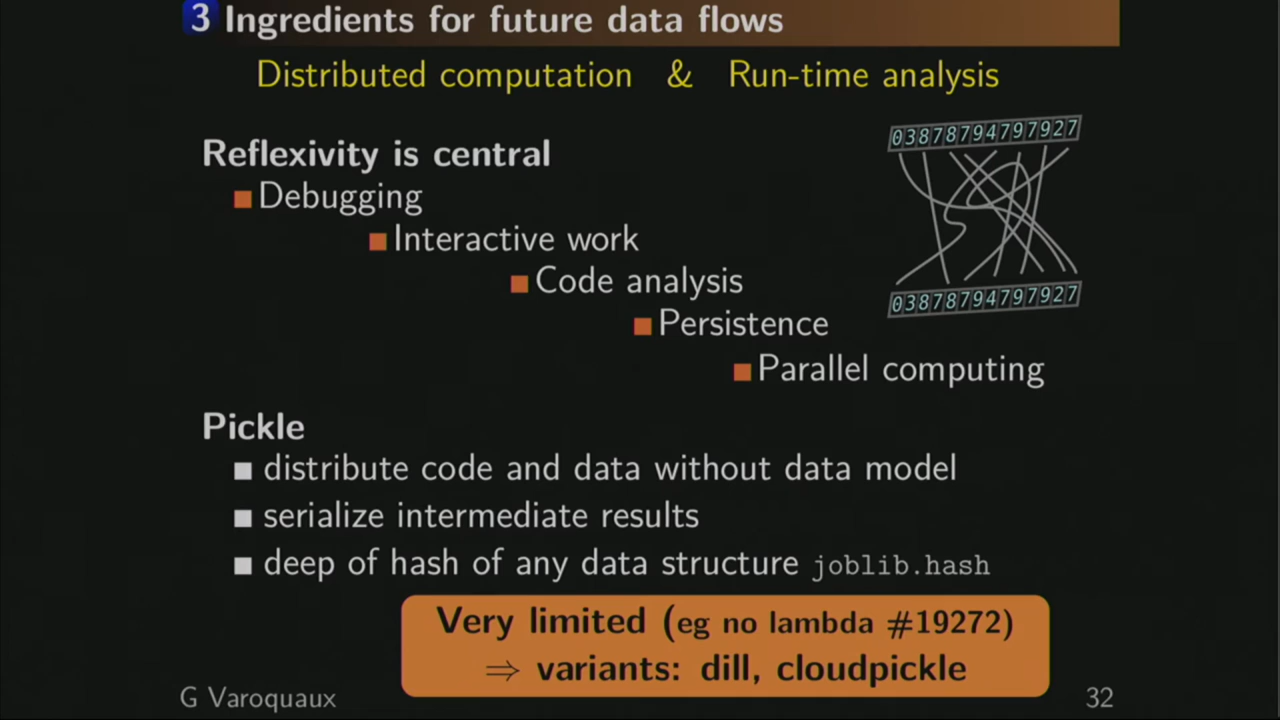 3 Ingredients for future data flows
Distributed computation & Run-time analysis
Reflexivity is central
Debugging
Interactive work
Code analysis
Persistence
Parallel computing
03878794797927
03878794797927
Pickle
distribute code and data without data model
serialize intermediate results
deep of hash of any data structure joblib.hash
Very limited (eg no lambda #19272)
⇒ variants: dill, cloudpickle
G Varoquaux
32